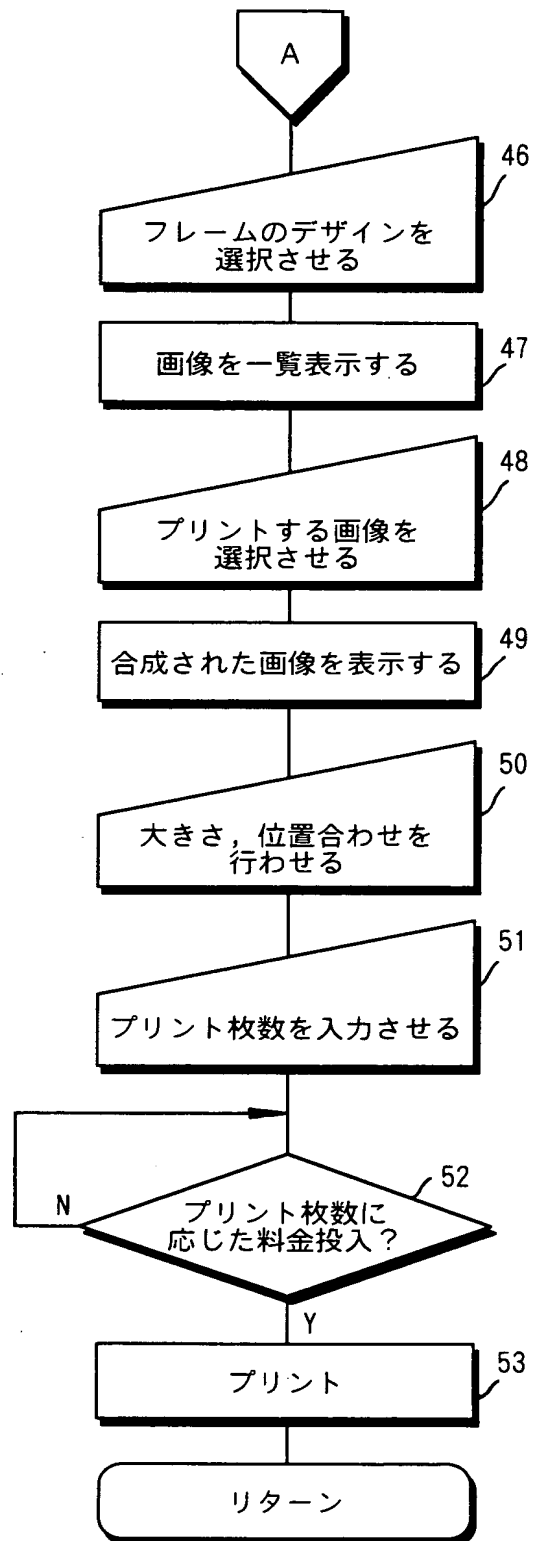 A
46
フレームのデザインを
選択させる
47
画像を一覧表示する
48
プリントする画像を
選択させる
49
合成された画像を表示する
50
大きさ，位置合わせを
行わせる
51
プリント枚数を入力させる
52
N
プリント枚数に
応じた料金投入？
Y
53
プリント
リターン